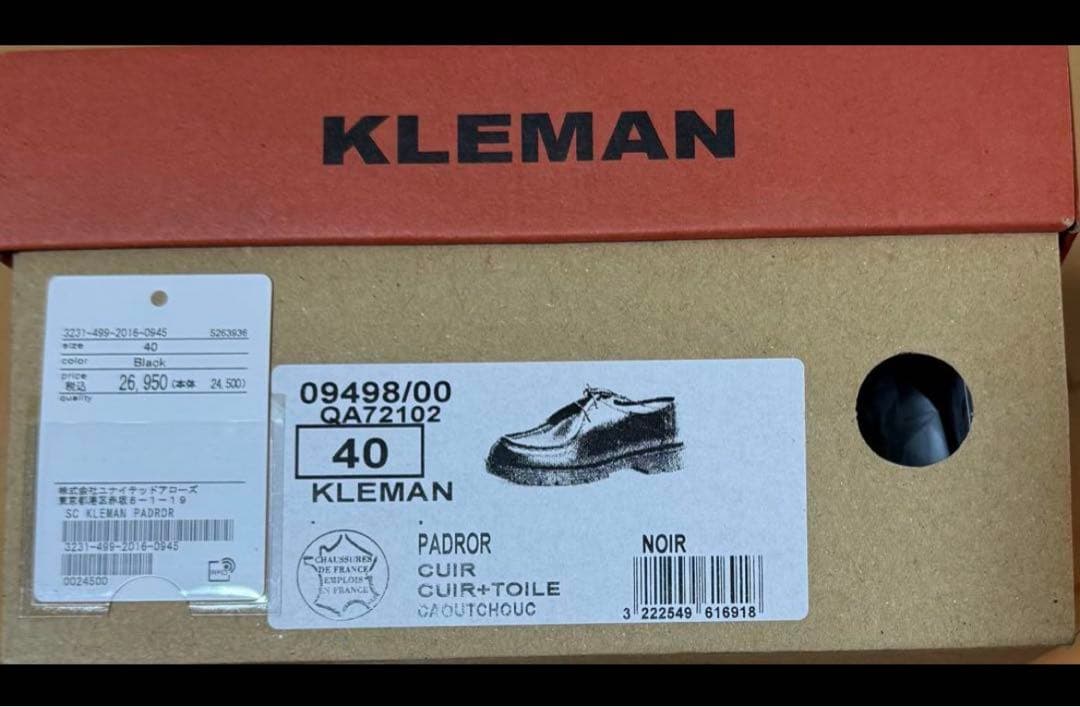 KLEMAN
3231-499-2016-0945 5263936
size 40
color Black
price
税込 26,950 (本体 24,500)
quality
株式会社ユナイテッドアローズ
東京都港区赤坂8-1-19
SC KLEMAN PADROR
3231-499-2016-0945
0024500
09498/00
QA72102
40
KLEMAN
CHAUSSURES
DE FRANCE
EMPLOIS
EN FRANCE
PADROR
CUIR
CUIR+TOILE
CAOUTCHOUC
NOIR
3 222549 616918